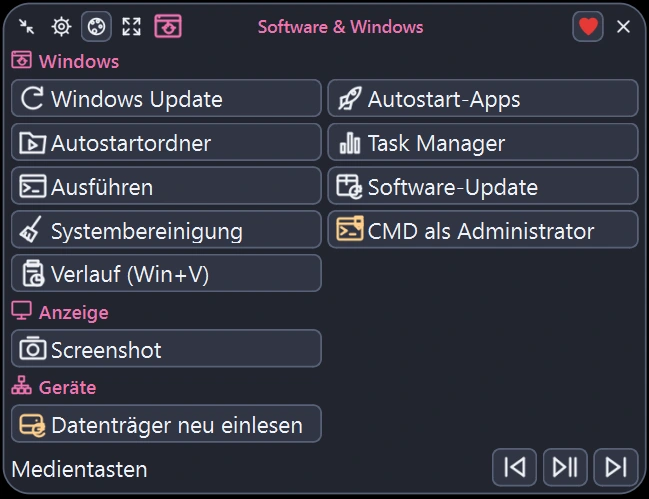 Software & Windows
Windows
Windows Update
Autostart-Apps
Autostartordner
Task Manager
Ausführen
Software-Update
Systembereinigung
CMD als Administrator
Verlauf (Win+V)
Anzeige
Screenshot
Geräte
Datenträger neu einlesen
Medientasten